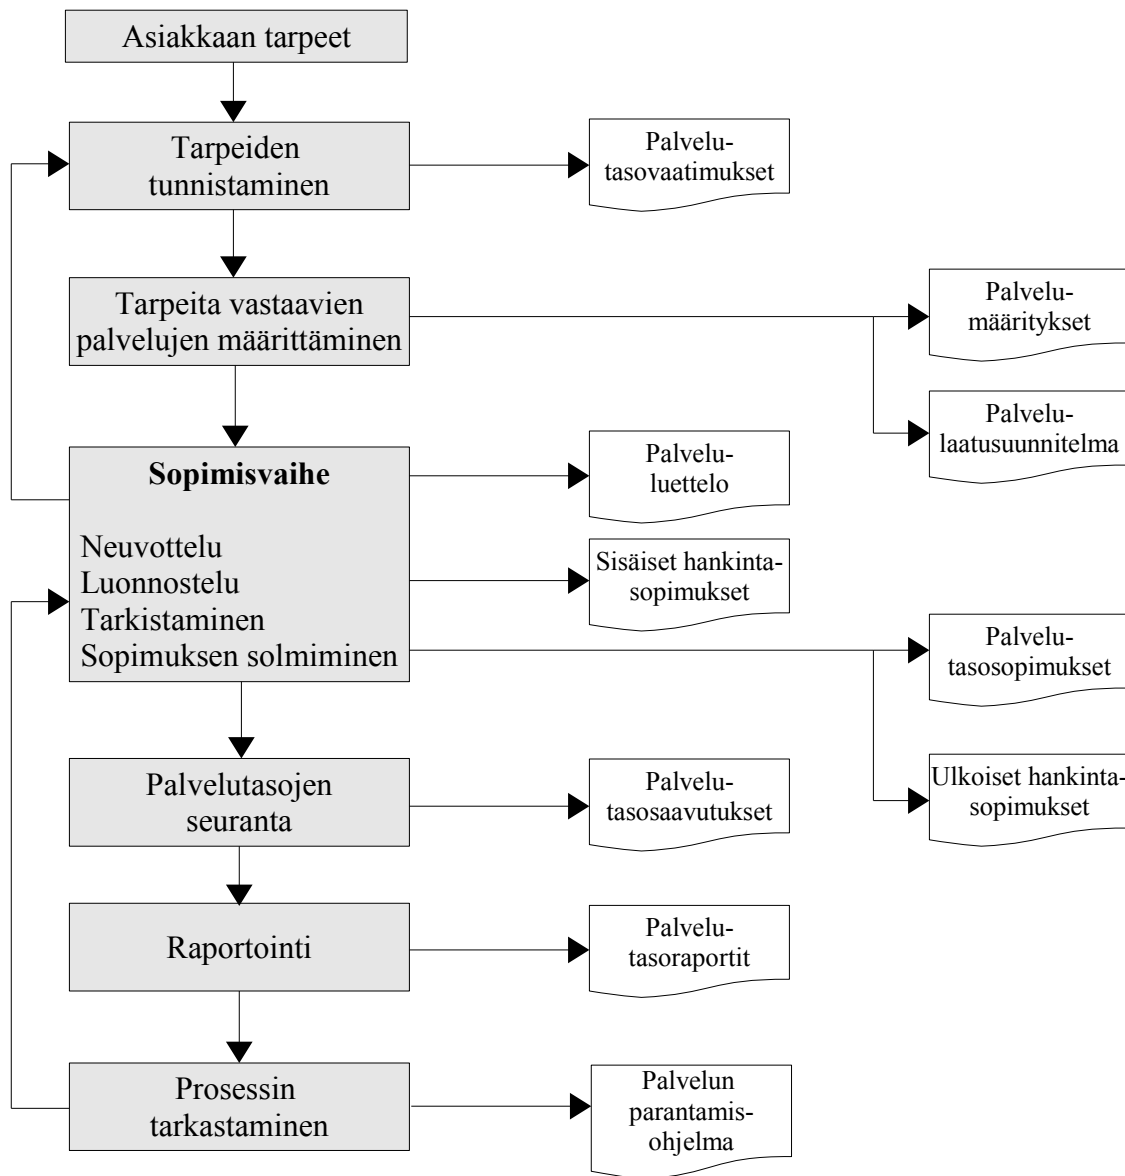 Asiakkaan tarpeet
Tarpeiden
tunnistaminen
Palvelu-
tasovaatimukset
Tarpeita vastaavien
palvelujen määrittäminen
Palvelu-
määritykset
Palvelu-
laatusuunnitelma
Sopimisvaihe
Neuvottelu
Luonnostelu
Tarkistaminen
Sopimuksen solmiminen
Palvelu-
luettelo
Sisäiset hankinta-
sopimukset
Palvelu-
tasosopimukset
Ulkoiset hankinta-
sopimukset
Palvelutasojen
seuranta
Palvelu-
tasosaavutukset
Raportointi
Palvelu-
tasoraportit
Prosessin
tarkastaminen
Palvelun
parantamis-
ohjelma